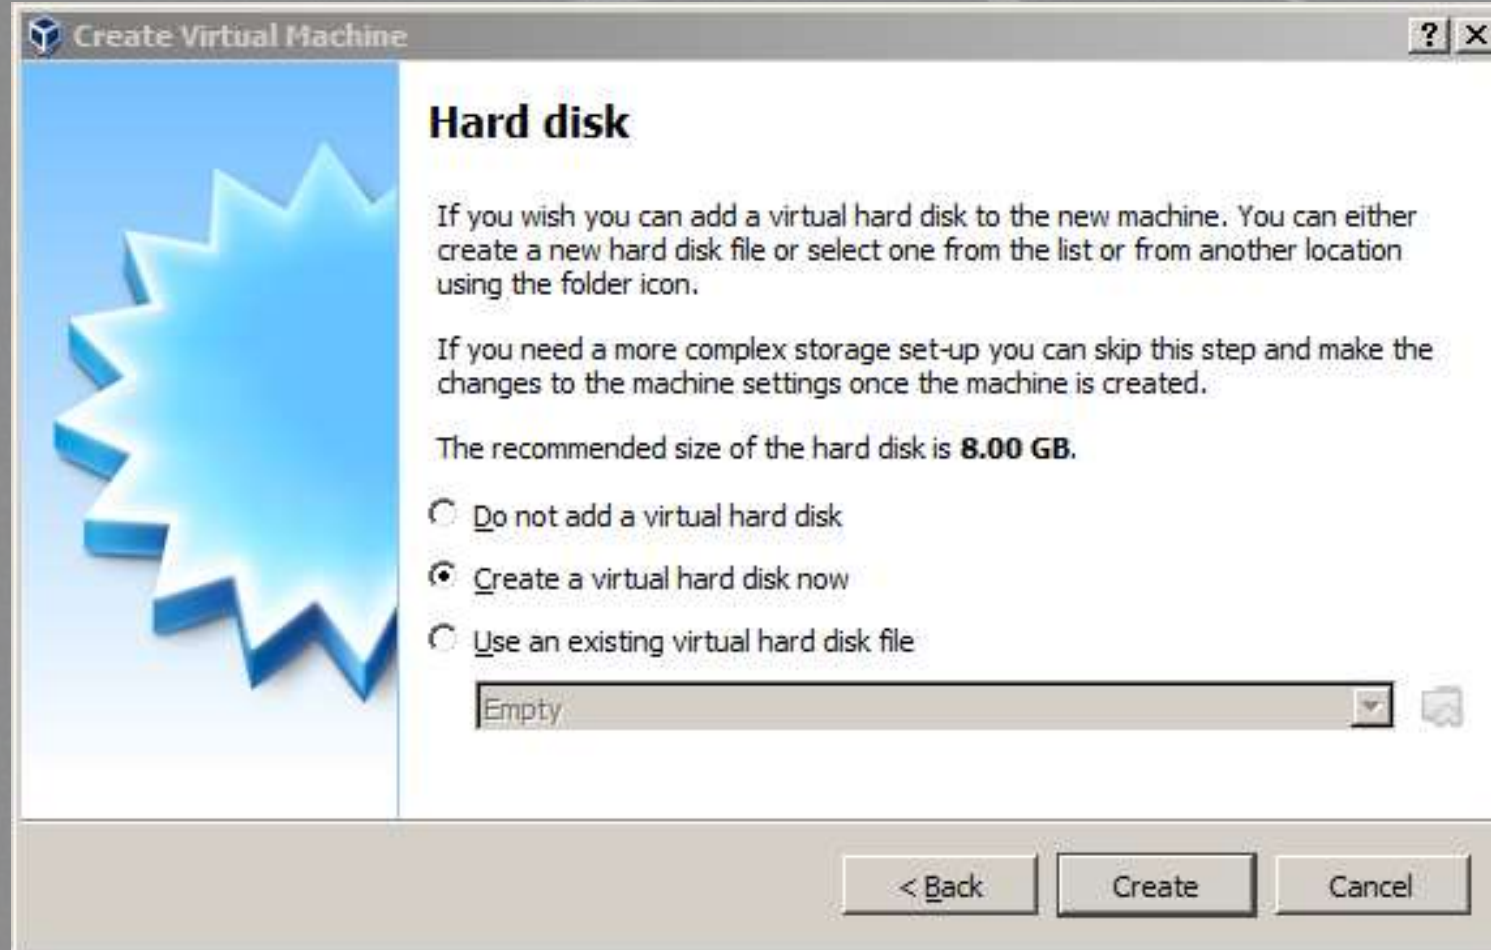 Create Virtual Machine
Hard disk
If you wish you can add a virtual hard disk to the new machine. You can either
create a new hard disk file or select one from the list or from another location
using the folder icon.
If you need a more complex storage set-up you can skip this step and make the
changes to the machine settings once the machine is created.
The recommended size of the hard disk is 8.00 GB.
Do not add a virtual hard disk
Create a virtual hard disk now
Use an existing virtual hard disk file
Empty
< Back Create Cancel